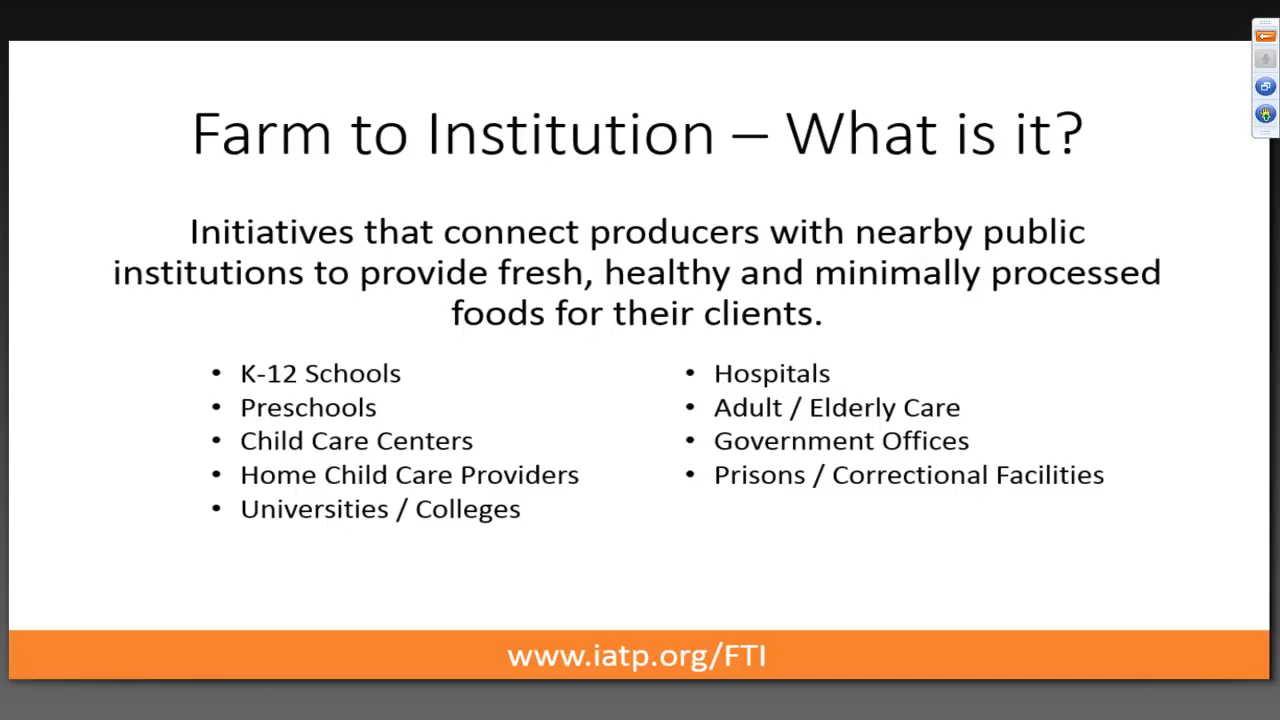 Farm to Institution – What is it?
Initiatives that connect producers with nearby public
institutions to provide fresh, healthy and minimally processed
foods for their clients.
• K-12 Schools
• Preschools
• Child Care Centers
• Home Child Care Providers
• Universities / Colleges
• Hospitals
• Adult / Elderly Care
• Government Offices
• Prisons / Correctional Facilities
www.iatp.org/FTI